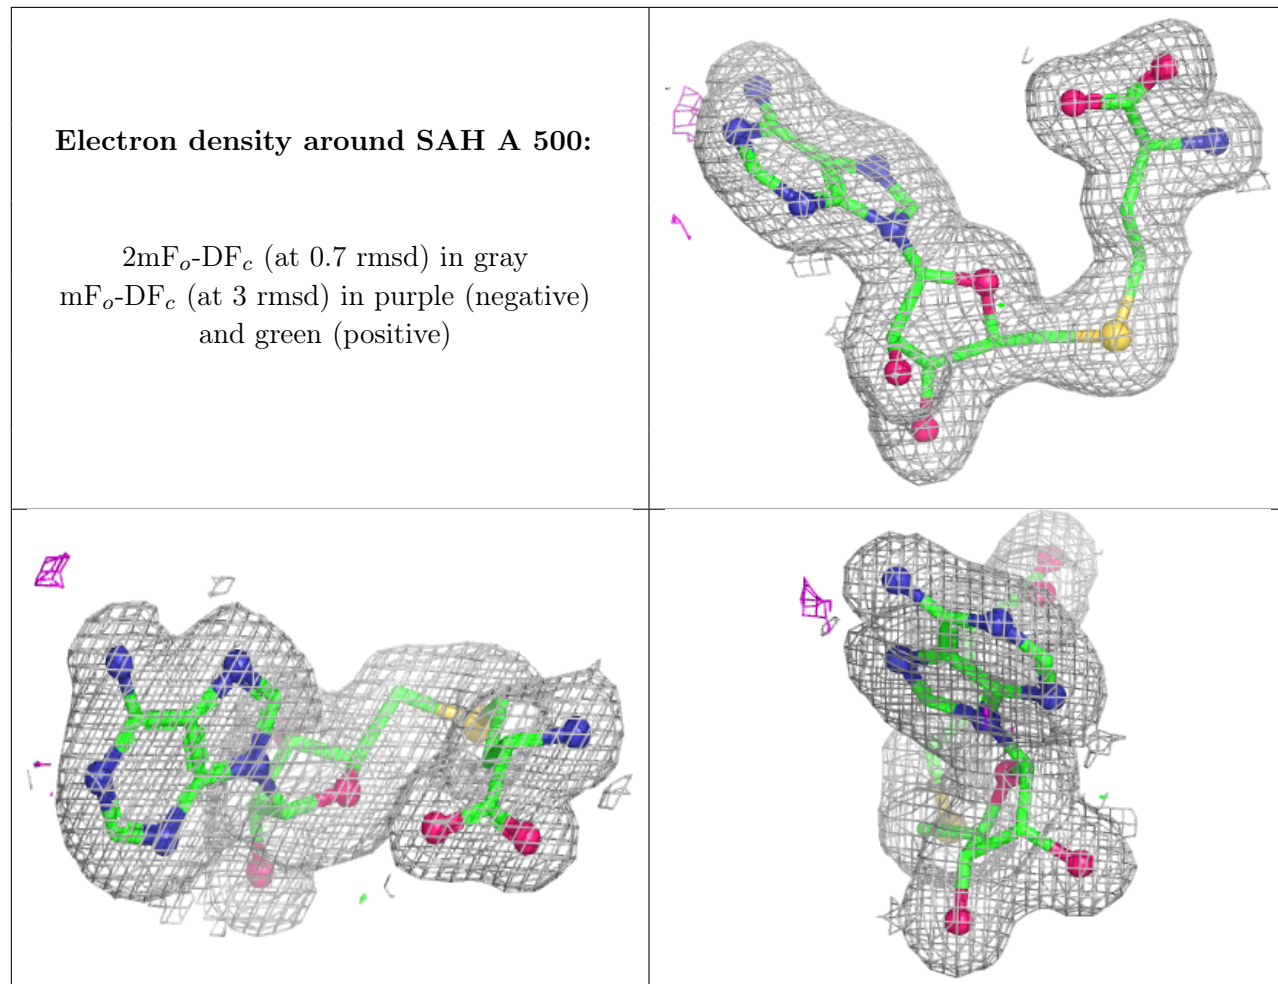 Electron density around SAH A 500:
2mFo-DFc (at 0.7 rmsd) in gray
mFo-DFc (at 3 rmsd) in purple (negative)
and green (positive)